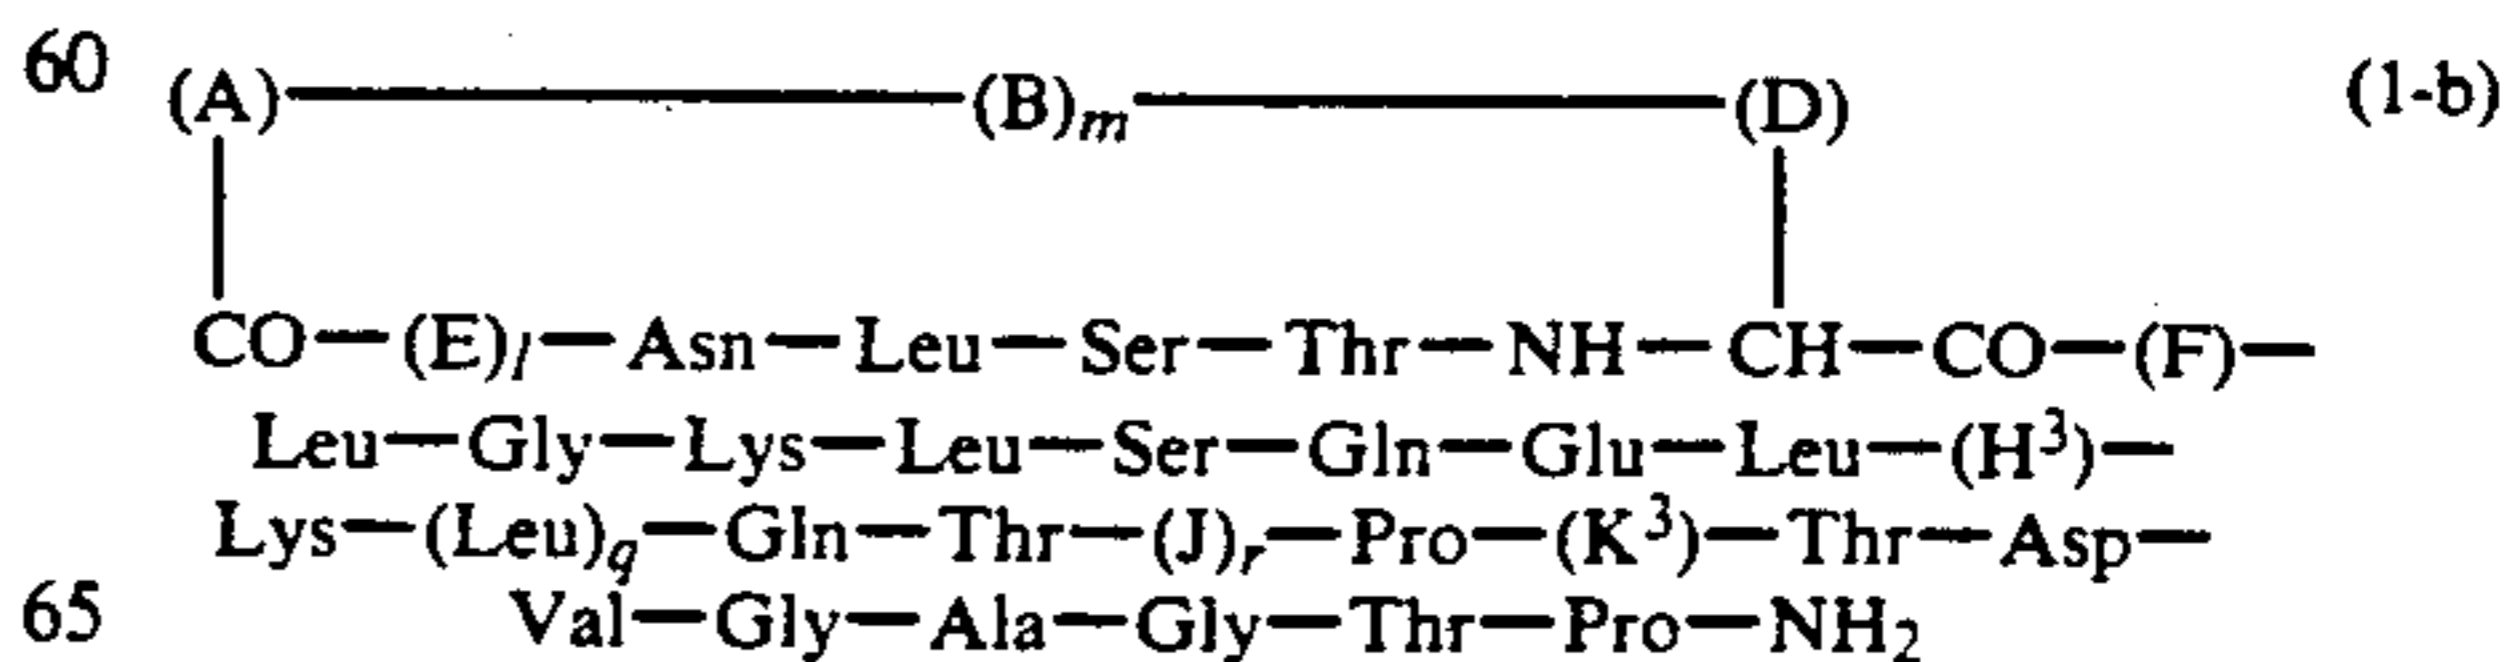 60 (A)—(B)m—(D) (1-b)
CO—(E)l—Asn—Leu—Ser—Thr—NH—CH—CO—(F)—
Leu—Gly—Lys—Leu—Ser—Gln—Glu—Leu—(H³)—
Lys—(Leu)q—Gln—Thr—(J)r—Pro—(K³)—Thr—Asp—
65 Val—Gly—Ala—Gly—Thr—Pro—NH₂